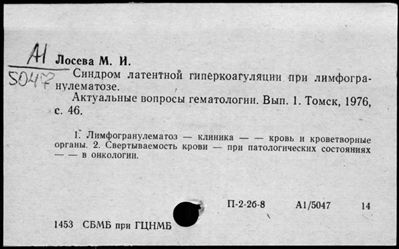 А1
5047
Лосева М. И.
Синдром латентной гиперкоагуляции при лимфогра-
нулематозе.
Актуальные вопросы гематологии. Вып. 1. Томск, 1976,
с. 46.
1. Лимфогранулематоз — клиника — — кровь и кроветворные
органы. 2. Свертываемость крови — при патологических состояниях
— — в онкологии.
П-2-26-8 А1/5047 14
1453 СБМБ при ГЦНМБ